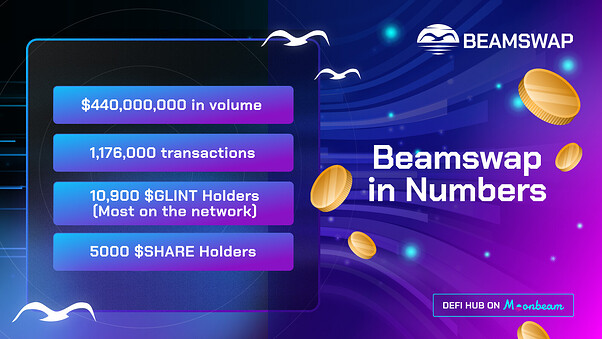 BEAMSWAP
$440,000,000 in volume
1,176,000 transactions
10,900 $GLINT Holders
(Most on the network)
5000 $SHARE Holders
Beamswap
in Numbers
DEFI HUB ON Moonbeam